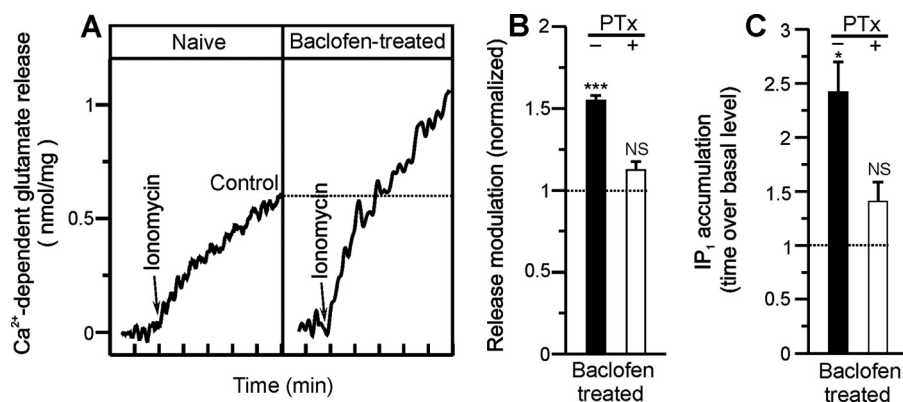 A
Naive
Baclofen-treated
Ca²⁺-dependent glutamate release
( nmol/mg)
1
0.5
0
Control
Ionomycin
Ionomycin
Time (min)
B
PTx
− +
Release modulation (normalized)
2
1.5
1
0.5
0
***
NS
Baclofen
treated
C
PTx
− +
IP₁ accumulation
(time over basal level)
3
2.5
2
1.5
1
0.5
0
*
NS
Baclofen
treated